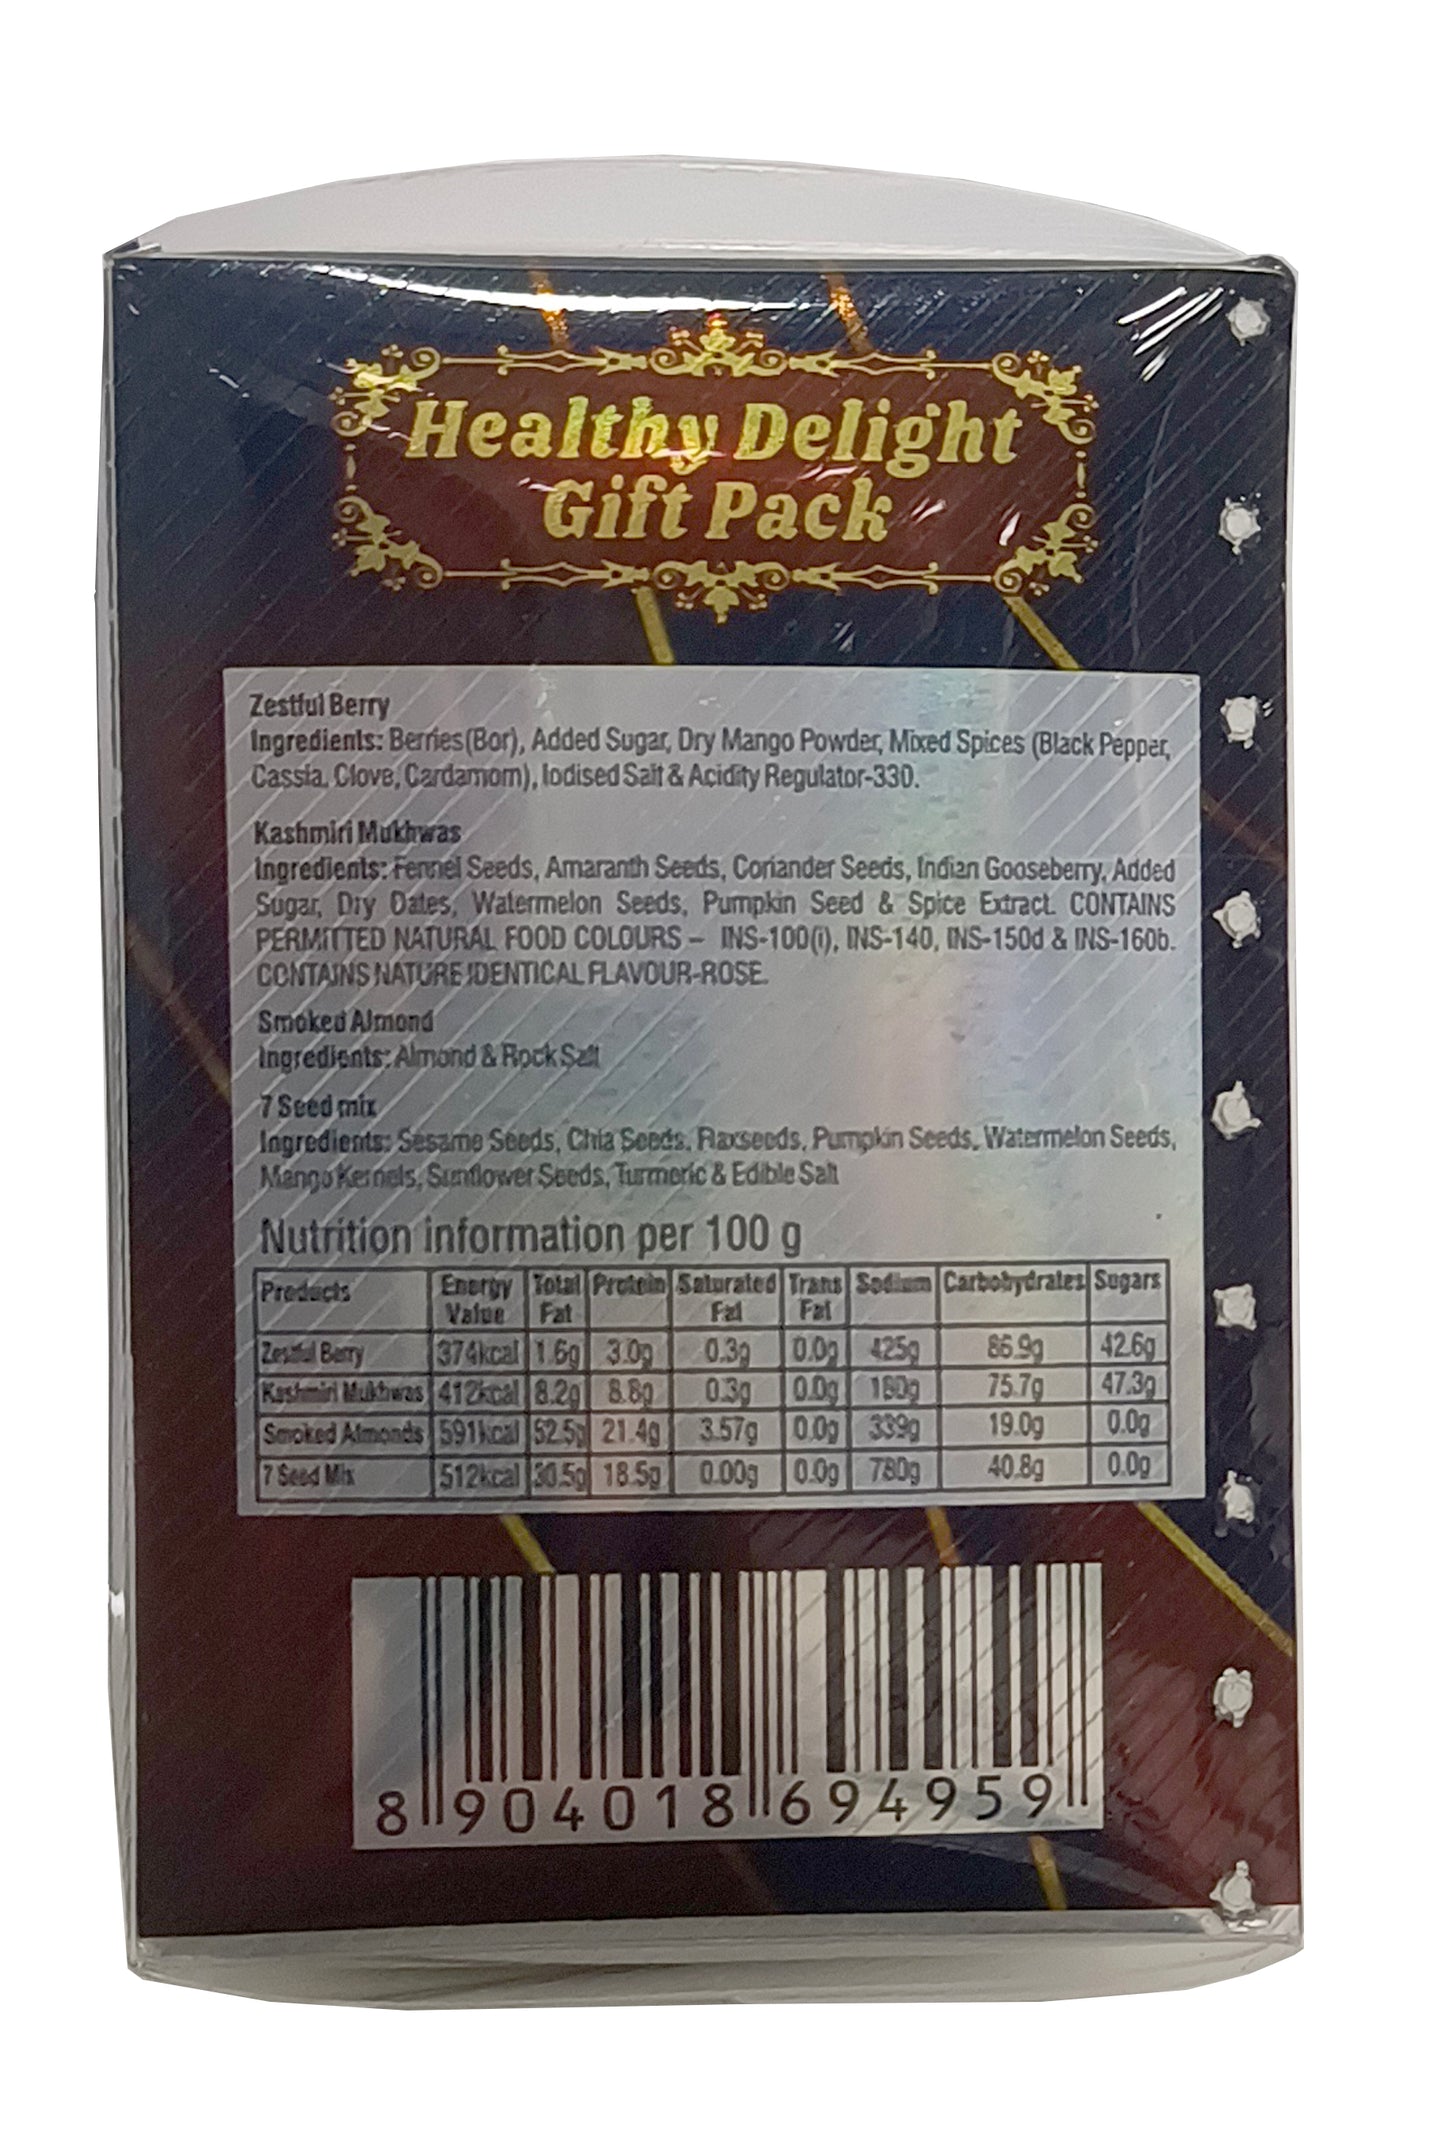 Healthy Delight
Gift Pack
Zestful Berry
Ingredients: Berries(Bor), Added Sugar, Dry Mango Powder, Mixed Spices (Black Pepper,
Cassia, Clove, Cardamom), Iodised Salt & Acidity Regulator-330.
Kashmiri Mukhwas
Ingredients: Fennel Seeds, Amaranth Seeds, Coriander Seeds, Indian Gooseberry, Added
Sugar, Dry Dates, Watermelon Seeds, Pumpkin Seed & Spice Extract. CONTAINS
PERMITTED NATURAL FOOD COLOURS – INS-100(i), INS-140, INS-150d & INS-160b.
CONTAINS NATURE IDENTICAL FLAVOUR-ROSE.
Smoked Almond
Ingredients: Almond & Rock Salt
7 Seed mix
Ingredients: Sesame Seeds, Chia Seeds, Flaxseeds, Pumpkin Seeds, Watermelon Seeds,
Mango Kernels, Sunflower Seeds, Turmeric & Edible Salt
Nutrition information per 100 g
Products Energy Value Total Fat Protein Saturated Fat Trans Fat Sodium Carbohydrates Sugars
Zestful Berry 374kcal 1.6g 3.0g 0.3g 0.0g 425g 86.9g 42.6g
Kashmiri Mukhwas 412kcal 8.2g 8.8g 0.3g 0.0g 180g 75.7g 47.3g
Smoked Almonds 591kcal 52.5g 21.4g 3.57g 0.0g 339g 19.0g 0.0g
7 Seed Mix 512kcal 30.5g 18.5g 0.00g 0.0g 780g 40.8g 0.0g
8 904018 694959